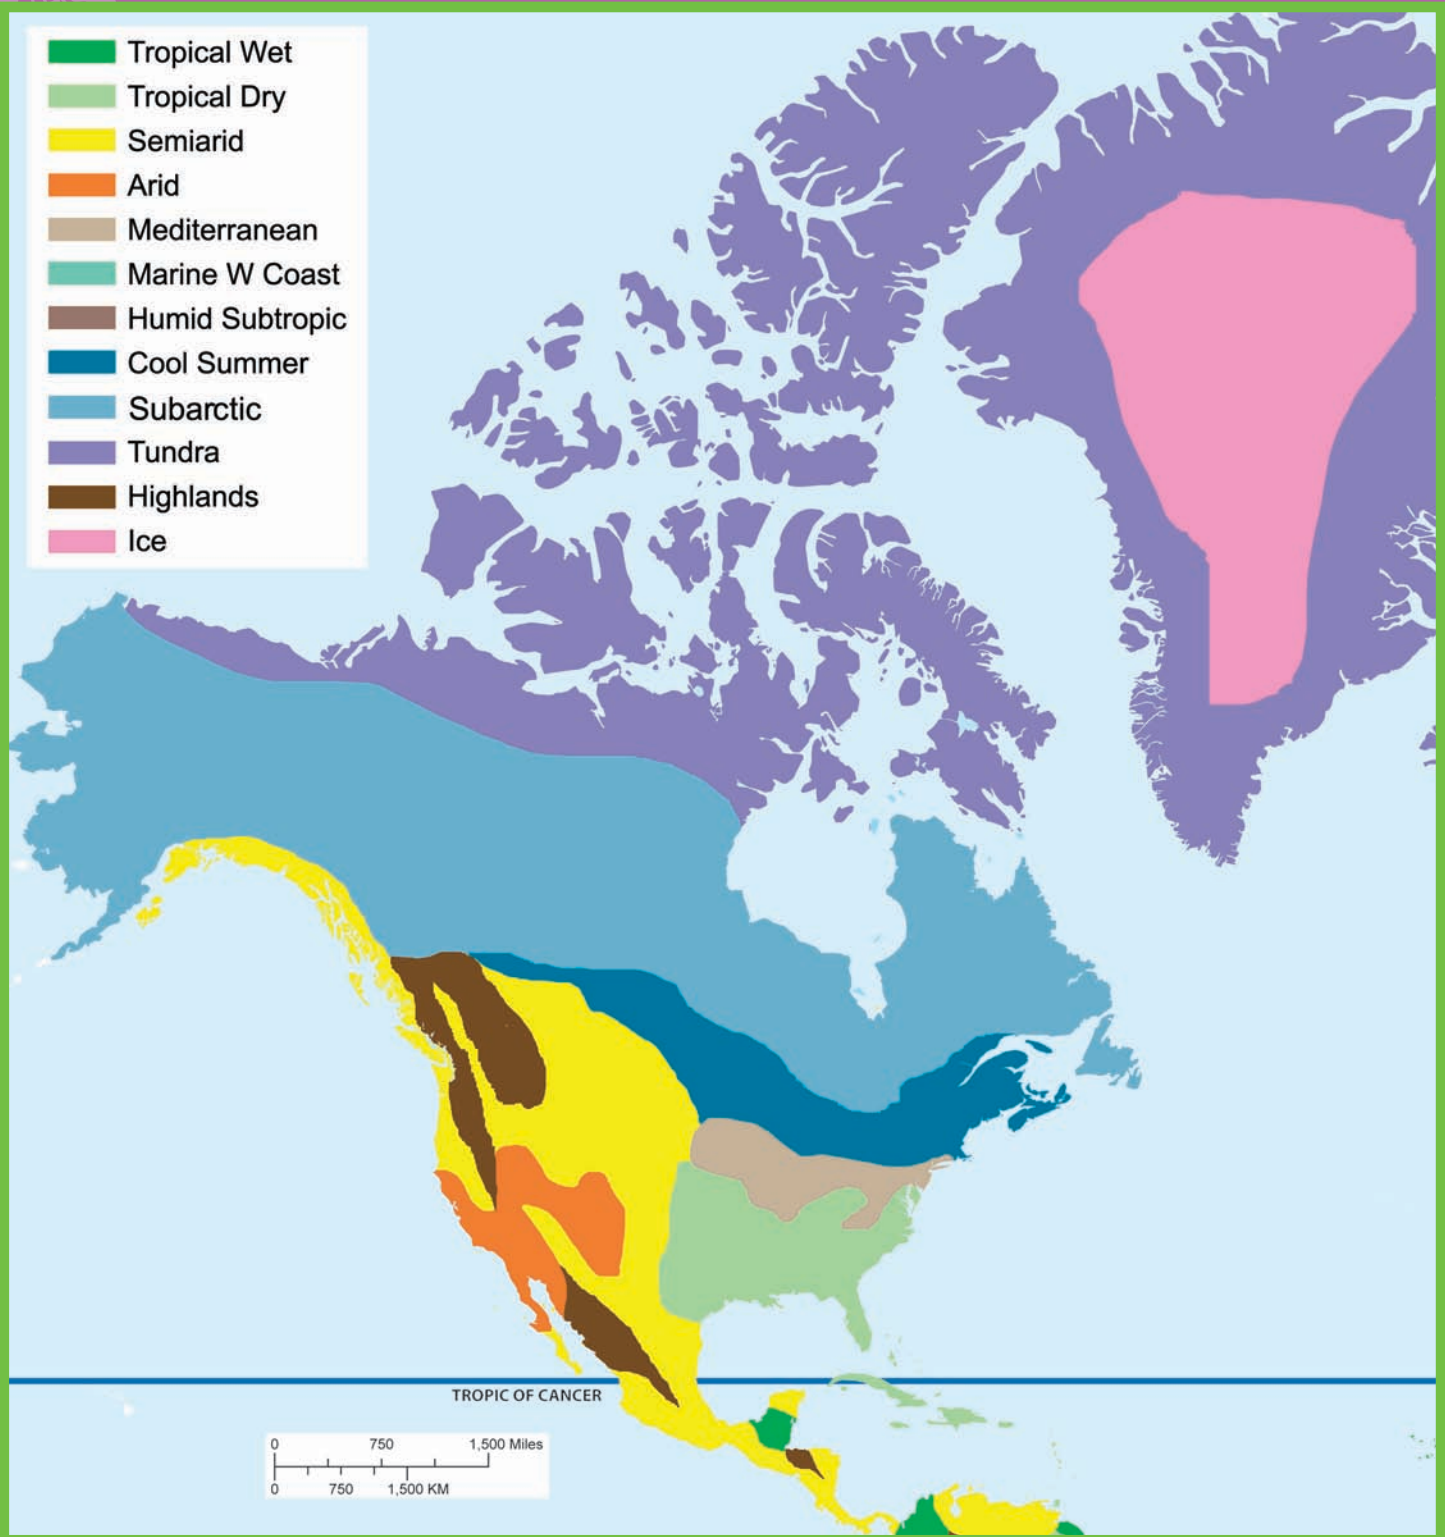 Tropical Wet
Tropical Dry
Semiarid
Arid
Mediterranean
Marine W Coast
Humid Subtropic
Cool Summer
Subarctic
Tundra
Highlands
Ice
TROPIC OF CANCER
0 750 1,500 Miles
0 750 1,500 KM